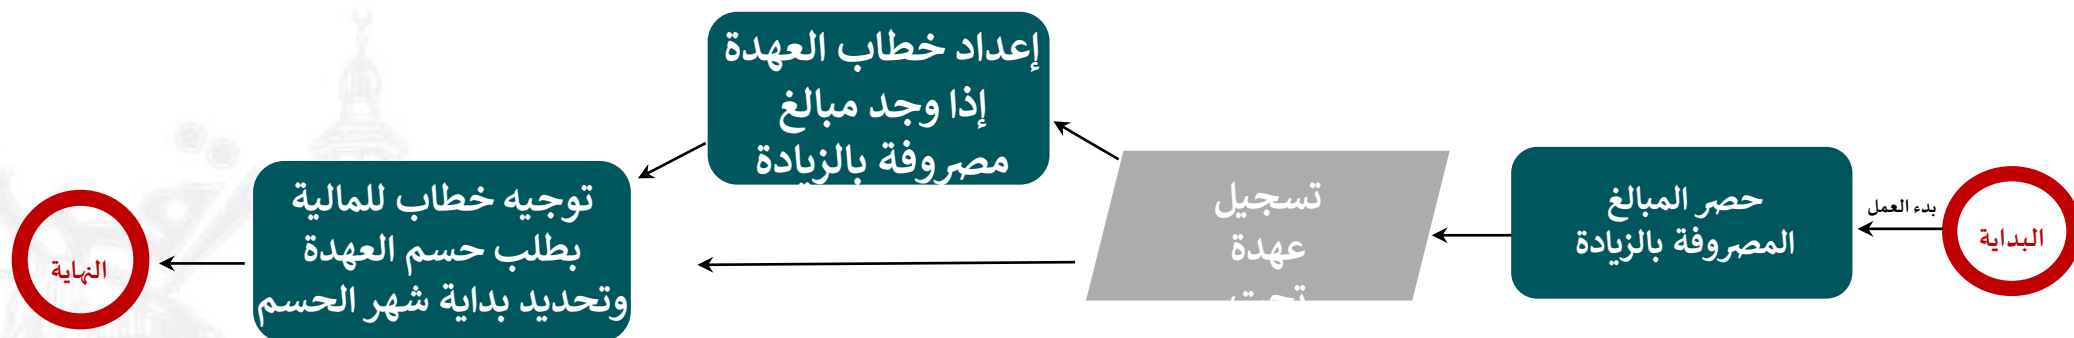 البداية
بدء العمل
حصر المبالغ
المصروفة بالزيادة
تسجيل
عهدة
إعداد خطاب العهدة
إذا وجد مبالغ
مصروفة بالزيادة
توجيه خطاب للمالية
بطلب حسم العهدة
وتحديد بداية شهر الحسم
النهاية